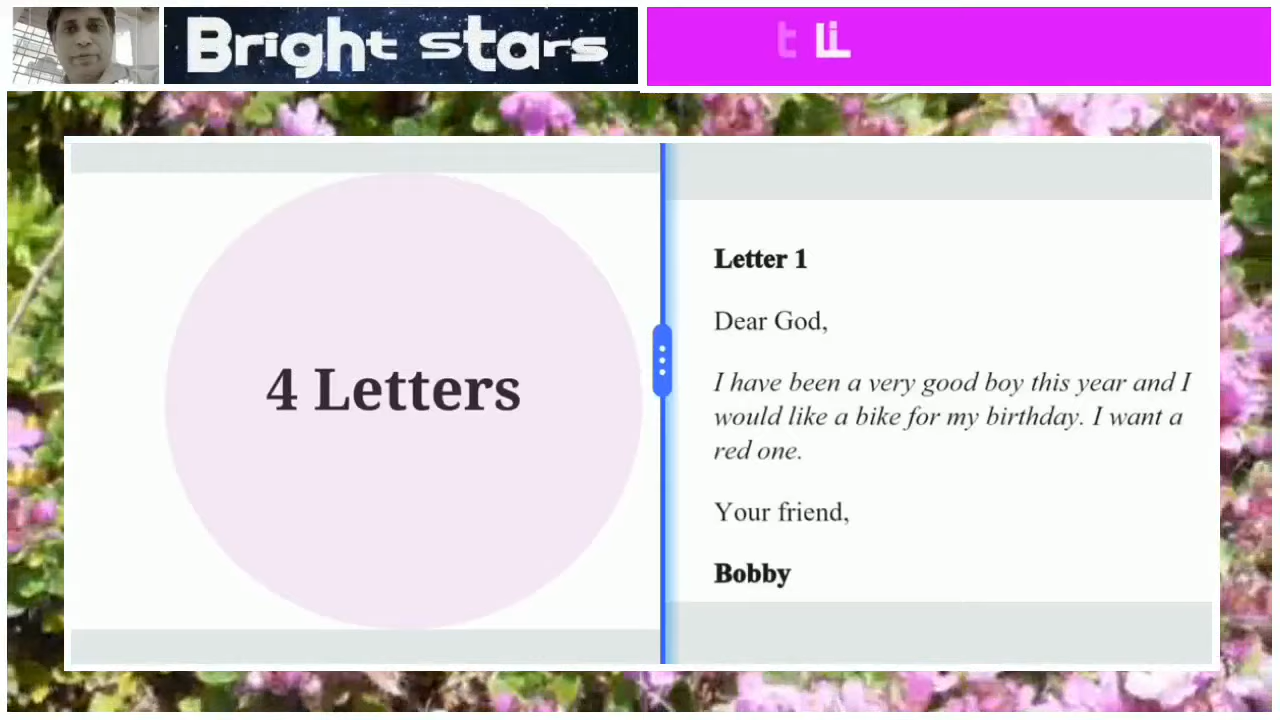 Bright stars
4 Letters
Letter 1
Dear God,
I have been a very good boy this year and I
would like a bike for my birthday. I want a
red one.
Your friend,
Bobby